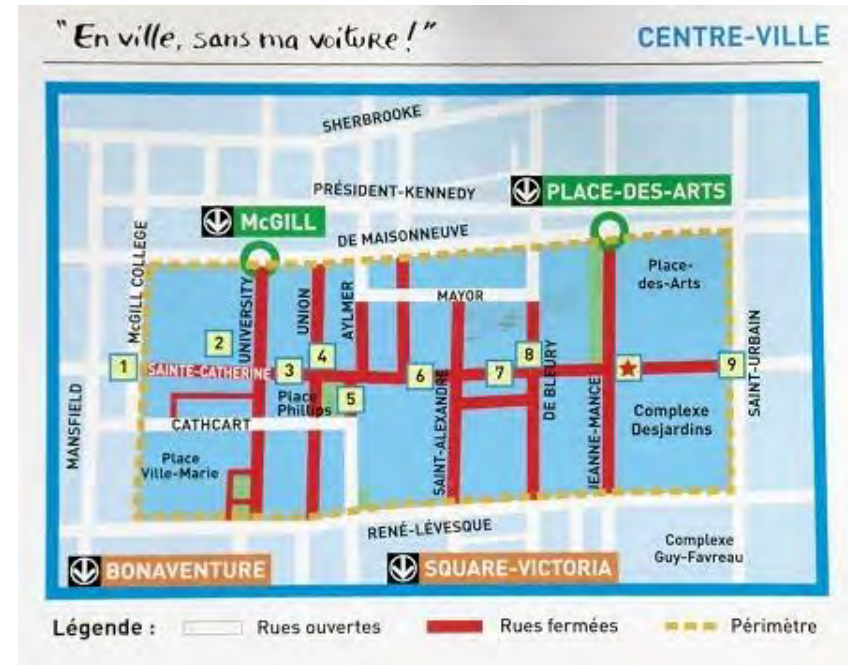 "En ville, sans ma voiture!"
CENTRE-VILLE
SHERBROOKE
PRÉSIDENT-KENNEDY
PLACE-DES-ARTS
McGILL
DE MAISONNEUVE
McGILL COLLEGE
UNIVERSITY
UNION
AYLMER
MAYOR
Place-
des-Arts
1
2
SAINTE-CATHERINE
3
4
5
6
7
8
9
Place
Phillips
SAINT-ALEXANDRE
DE BLEURY
JEANNE-MANCE
SAINT-URBAIN
MANSFIELD
CATHCART
Complexe
Desjardins
Place
Ville-Marie
RENÉ-LÉVESQUE
Complexe
Guy-Favreau
BONAVENTURE
SQUARE-VICTORIA
Légende :
Rues ouvertes
Rues fermées
Périmètre